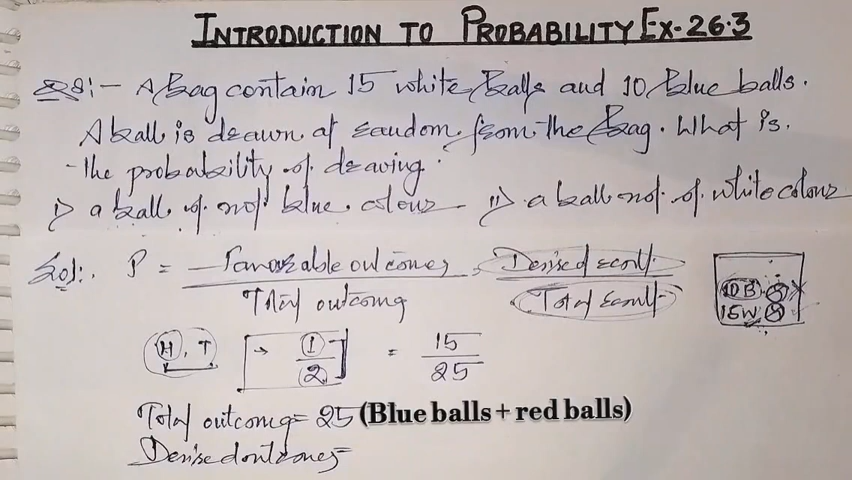 INTRODUCTION TO PROBABILITY Ex-26.3
Q8:- A Bag contain 15 white Balls and 10 blue balls.
A ball is drawn at random from the Bag. What is.
the probability of drawing.
i) a ball of not blue colour ii) a ball not of white colour
Sol:. P = Favourable outcomes = Desired result
Total outcomes Total result
10B
15W
H, T → 1/2 = 15/25
Total outcomes = 25 (Blue balls + red balls)
Desired outcomes =